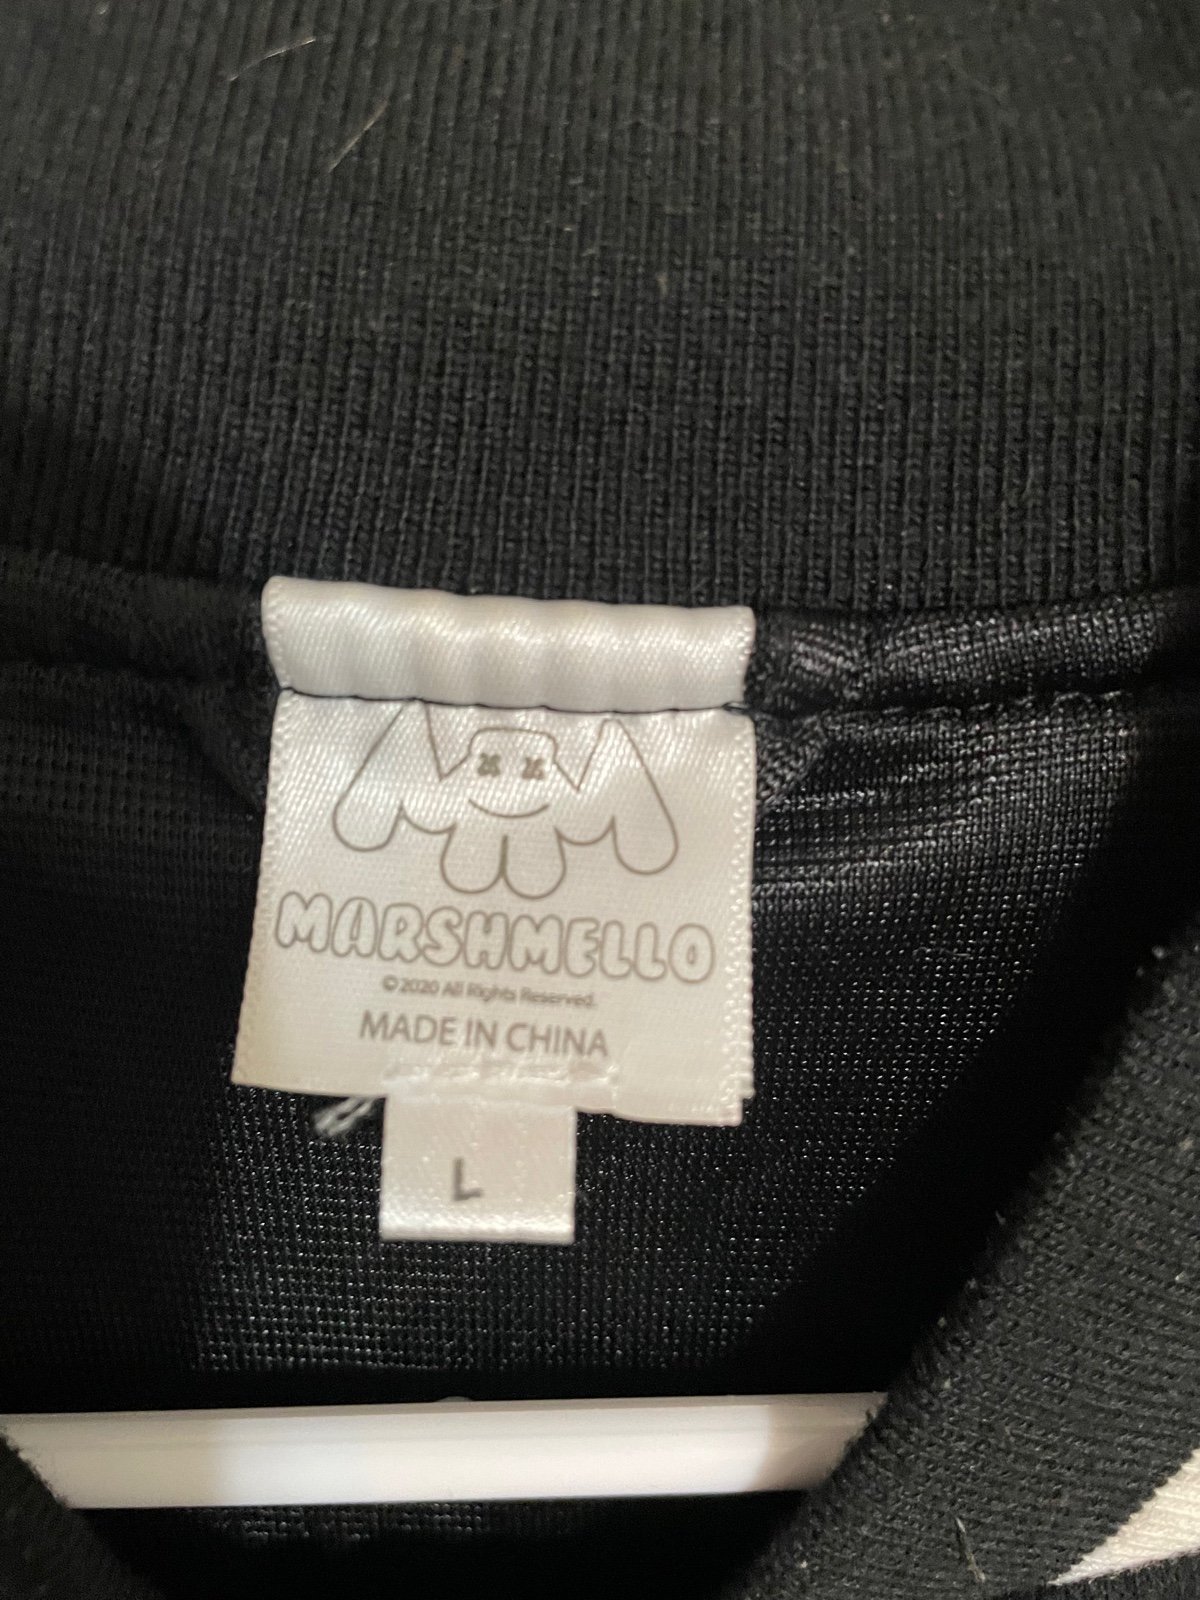 MARSHMELLO
©2020 All Rights Reserved.
MADE IN CHINA
L